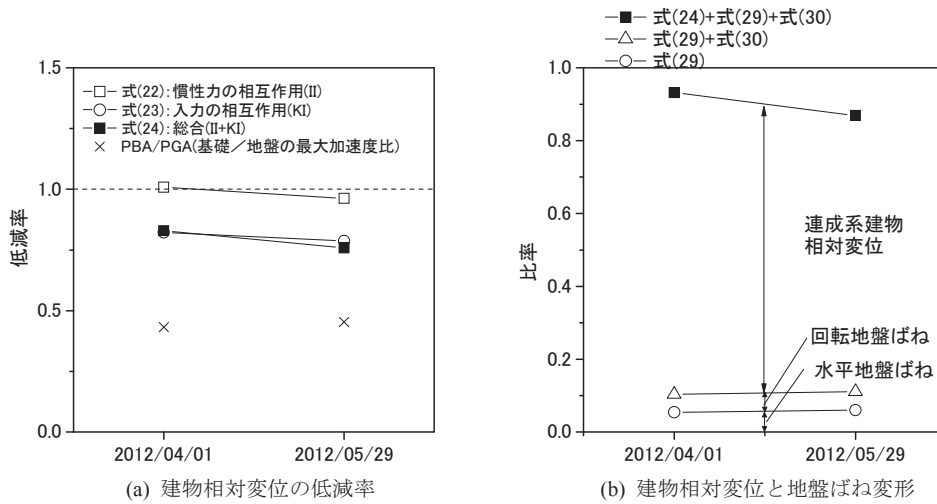 1.5
1.0
0.5
0.0
低減率
式(22):慣性力の相互作用(II)
式(23):入力の相互作用(KI)
式(24):総合(II+KI)
PBA/PGA(基礎／地盤の最大加速度比)
2012/04/01
2012/05/29
(a) 建物相対変位の低減率
式(24)+式(29)+式(30)
式(29)+式(30)
式(29)
1.0
0.8
0.6
0.4
0.2
0.0
比率
連成系建物
相対変位
回転地盤ばね
水平地盤ばね
2012/04/01
2012/05/29
(b) 建物相対変位と地盤ばね変形